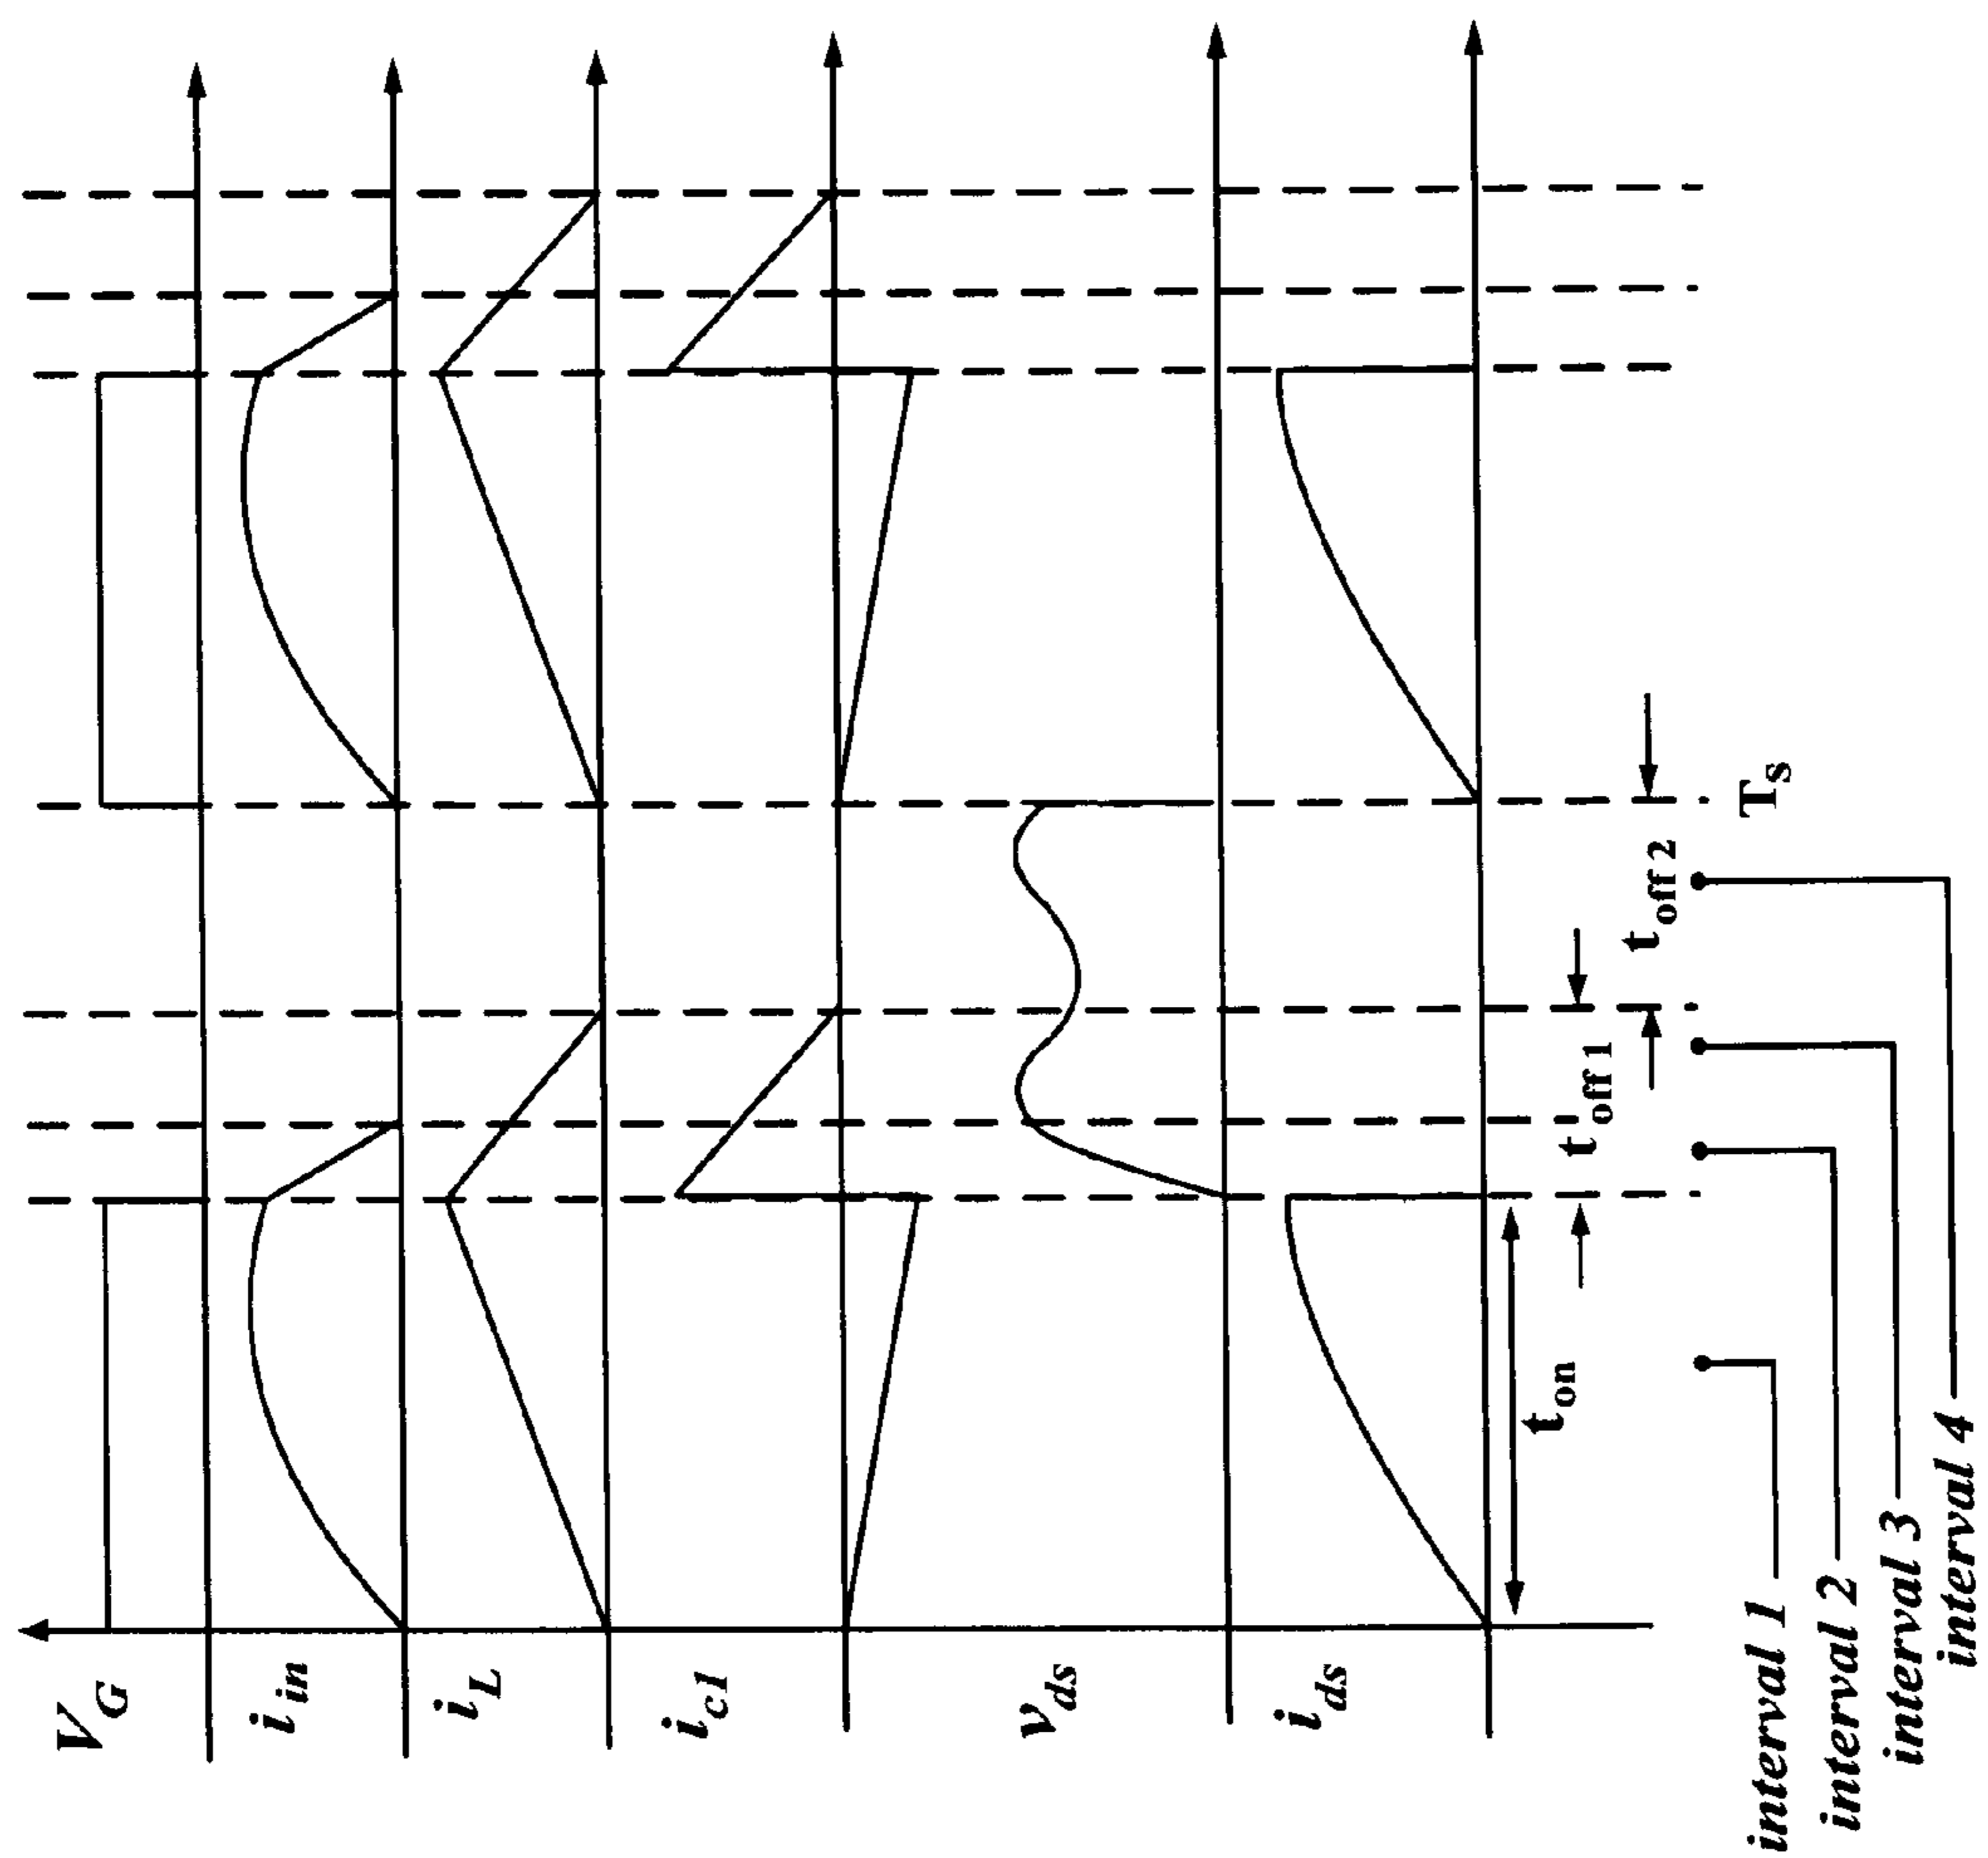 V_G
i_in
i_L
i_c1
v_ds
i_ds
t_on
t_off 1
t_off 2
T_S
interval 1
interval 2
interval 3
interval 4